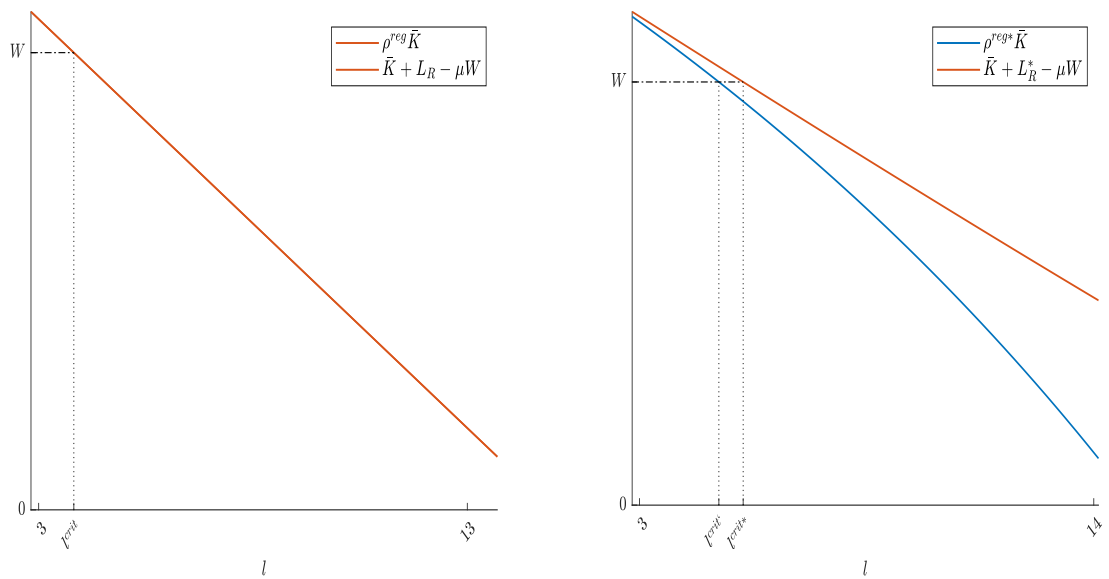 ρ^{reg}K̄
K̄ + L_R − μW
W
0
3
l^{crit}
13
l
ρ^{reg*}K̄
K̄ + L_R^* − μW
W
0
3
l^{crit'}
l^{crit*}
14
l